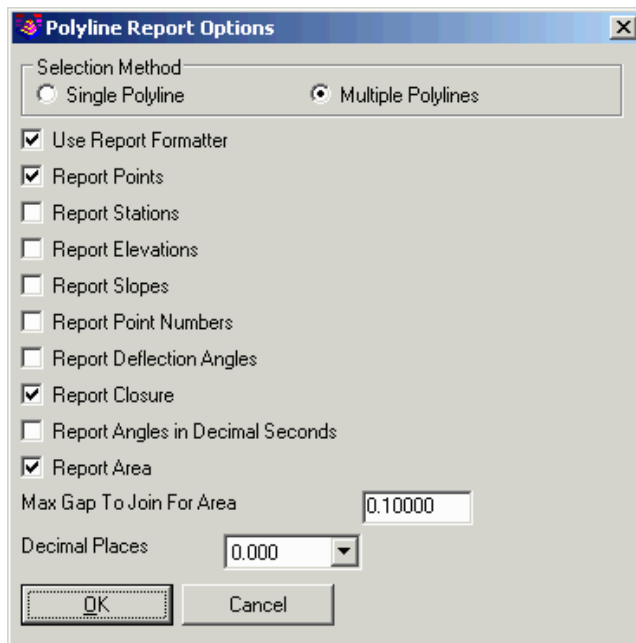 Polyline Report Options
Selection Method
Single Polyline Multiple Polylines
Use Report Formatter
Report Points
Report Stations
Report Elevations
Report Slopes
Report Point Numbers
Report Deflection Angles
Report Closure
Report Angles in Decimal Seconds
Report Area
Max Gap To Join For Area 0.10000
Decimal Places 0.000
OK Cancel